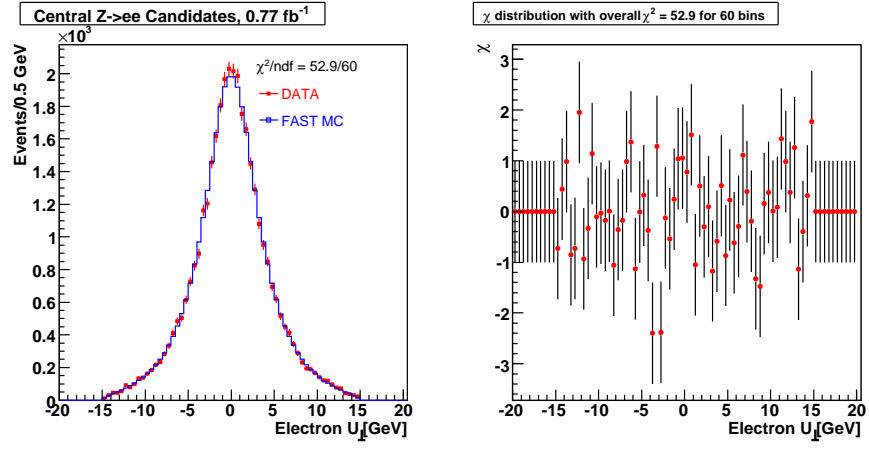 Central Z->ee Candidates, 0.77 fb⁻¹
×10³
Events/0.5 GeV
2
1.8
1.6
1.4
1.2
1
0.8
0.6
0.4
0.2
0
χ²/ndf = 52.9/60
DATA
FAST MC
-20 -15 -10 -5 0 5 10 15 20
Electron U⊥[GeV]
χ distribution with overall χ² = 52.9 for 60 bins
χ
3
2
1
0
-1
-2
-3
-20 -15 -10 -5 0 5 10 15 20
Electron U⊥[GeV]